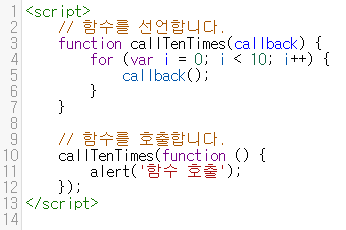 1 <script>
2     // 함수를 선언합니다.
3     function callTenTimes(callback) {
4         for (var i = 0; i < 10; i++) {
5             callback();
6         }
7     }
8
9     // 함수를 호출합니다.
10     callTenTimes(function () {
11         alert('함수 호출');
12     });
13 </script>
14